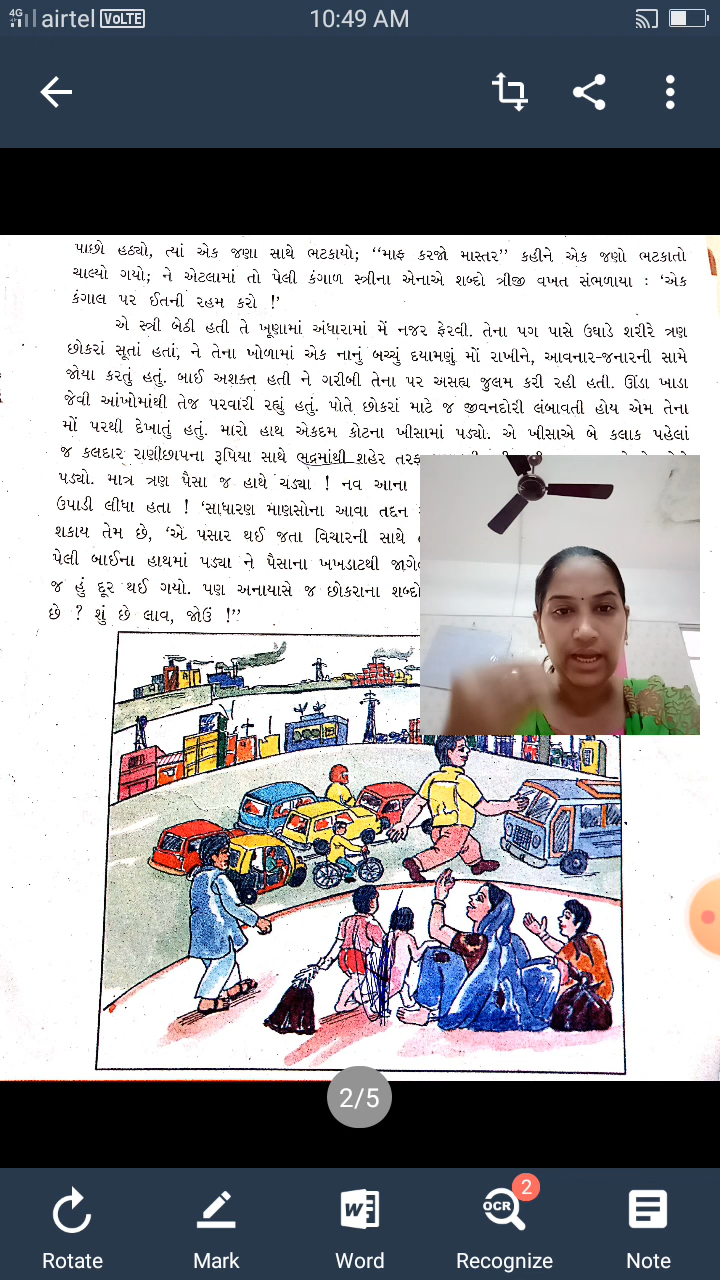 4G airtel VoLTE 10:49 AM
પાછો હઠ્યો, ત્યાં એક જણા સાથે ભટકાયો; “માફ કરજો માસ્તર” કહીને એક જણો ભટકાતો
ચાલ્યો ગયો; ને એટલામાં તો પેલી કંગાળ સ્ત્રીના એનાએ શબ્દો ત્રીજી વખત સંભળાયા : ‘એક
કંગાલ પર ઈતની રહમ કરો !’
એ સ્ત્રી બેઠી હતી તે ખૂણામાં અંધારામાં મેં નજર ફેરવી. તેના પગ પાસે ઉઘાડે શરીરે ત્રણ
છોકરાં સૂતાં હતાં; ને તેના ખોળામાં એક નાનું બચ્ચું દયામણું મોં રાખીને, આવનાર-જનારની સામે
જોયા કરતું હતું. બાઈ અશક્ત હતી ને ગરીબી તેના પર અસહ્ય જુલમ કરી રહી હતી. ઊંડા ખાડા
જેવી આંખોમાંથી તેજ પરવારી રહ્યું હતું. પોતે છોકરાં માટે જ જીવનદોરી લંબાવતી હોય એમ તેના
મોં પરથી દેખાતું હતું. મારો હાથ એકદમ કોટના ખીસામાં પડ્યો. એ ખીસાએ બે કલાક પહેલાં
જ કલદાર રાણીછાપના રૂપિયા સાથે ભદ્રમાંથી શહેર તરફ
પડ્યો. માત્ર ત્રણ પૈસા જ હાથે ચડ્યા ! નવ આના
ઉપાડી લીધા હતા ! ‘સાધારણ માણસોના આવા તદ્દન
શકાય તેમ છે, ‘એ પસાર થઈ જતા વિચારની સાથે
પેલી બાઈના હાથમાં પડ્યા ને પૈસાના ખખડાટથી
જ હું દૂર થઈ ગયો. પણ અનાયાસે જ છોકરાના શબ્દો
છે ? શું છે લાવ, જોઉં !”
2/5
Rotate Mark Word Recognize Note
OCR 2